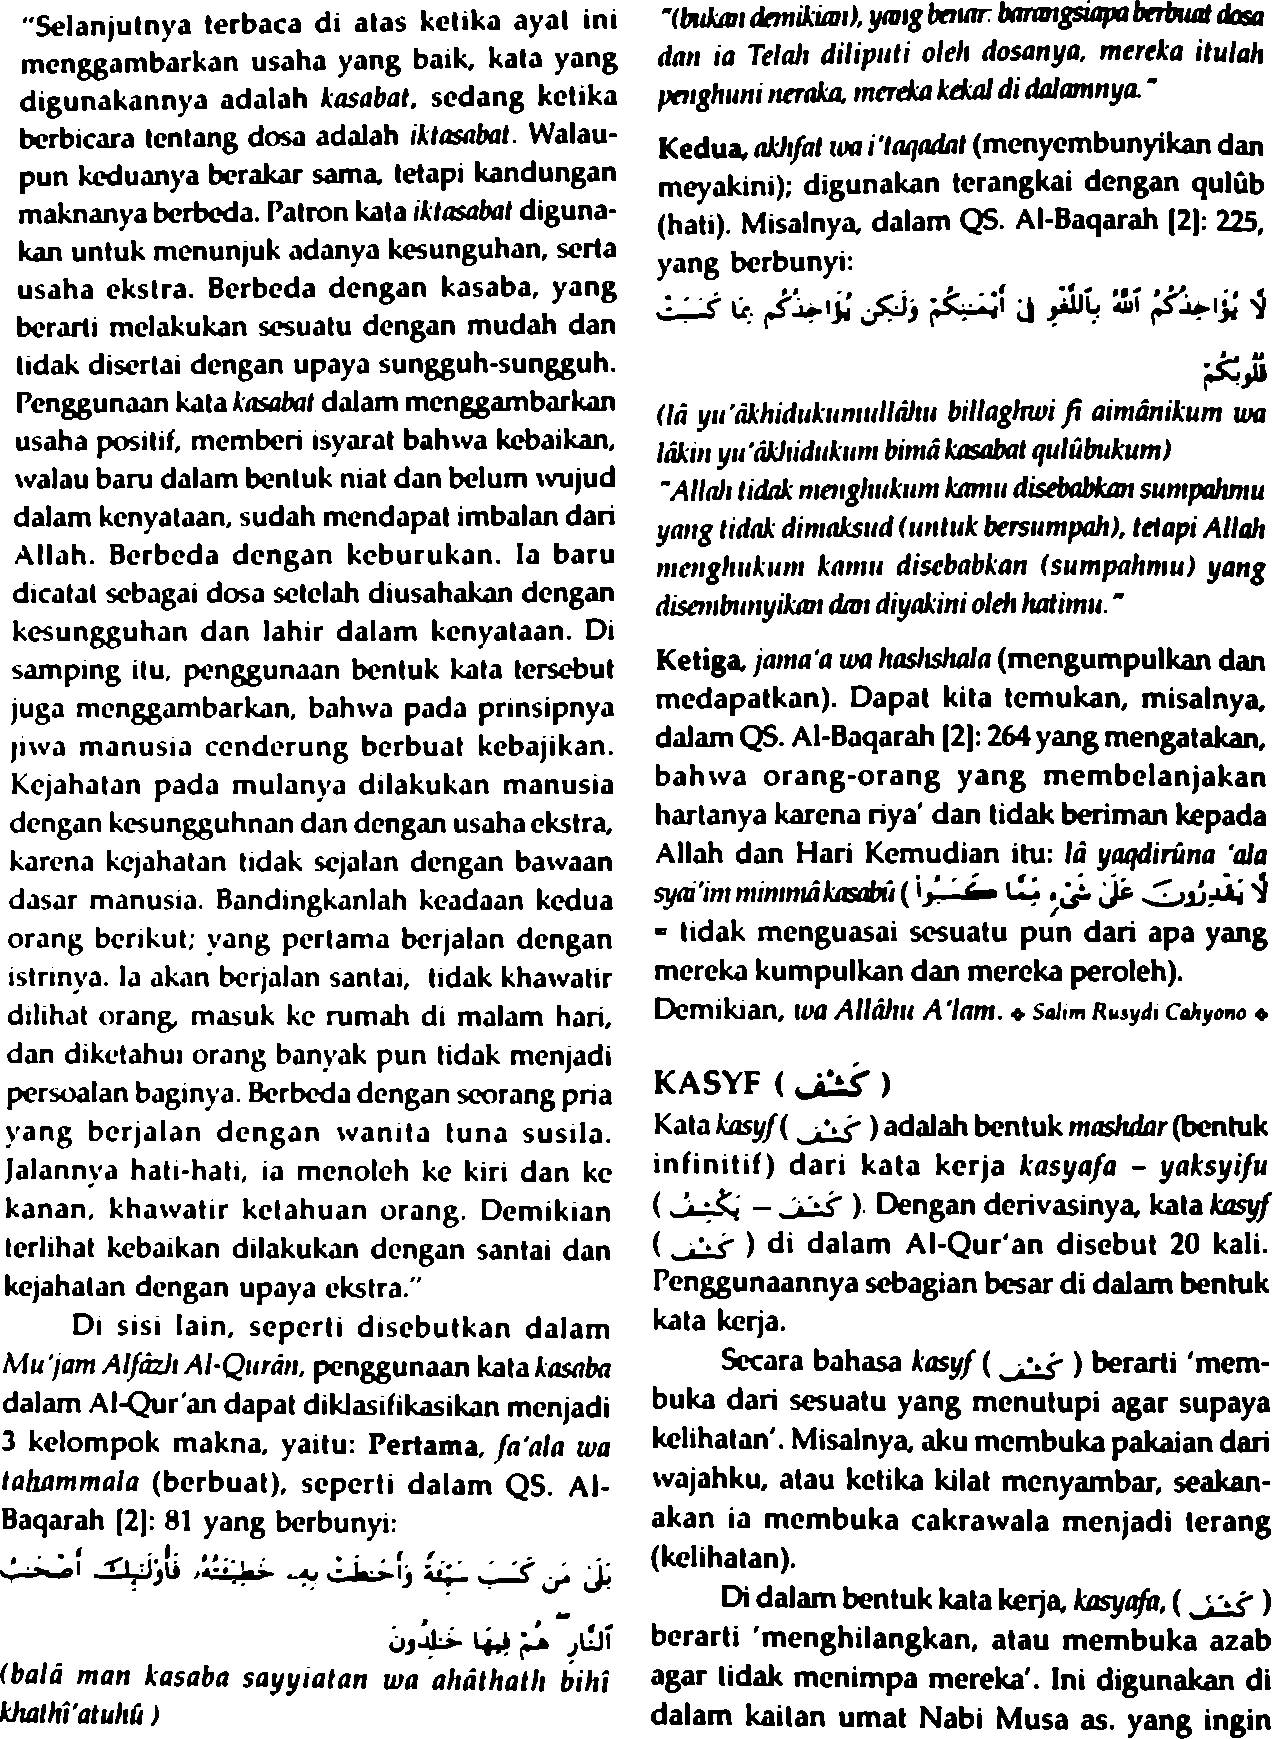 "Selanjutnya terbaca di atas ketika ayat ini
menggambarkan usaha yang baik, kata yang
digunakannya adalah kasabat, sedang ketika
berbicara tentang dosa adalah iktasabat. Walau-
pun keduanya berakar sama, tetapi kandungan
maknanya berbeda. Patron kata iktasabat diguna-
kan untuk menunjuk adanya kesunguhan, serta
usaha ekstra. Berbeda dengan kasaba, yang
berarti melakukan sesuatu dengan mudah dan
tidak disertai dengan upaya sungguh-sungguh.
Penggunaan kata kasabat dalam menggambarkan
usaha positif, memberi isyarat bahwa kebaikan,
walau baru dalam bentuk niat dan belum wujud
dalam kenyataan, sudah mendapat imbalan dari
Allah. Berbeda dengan keburukan. Ia baru
dicatat sebagai dosa setelah diusahakan dengan
kesungguhan dan lahir dalam kenyataan. Di
samping itu, penggunaan bentuk kata tersebut
juga menggambarkan, bahwa pada prinsipnya
jiwa manusia cenderung berbuat kebajikan.
Kejahatan pada mulanya dilakukan manusia
dengan kesungguhnan dan dengan usaha ekstra,
karena kejahatan tidak sejalan dengan bawaan
dasar manusia. Bandingkanlah keadaan kedua
orang berikut; yang pertama berjalan dengan
istrinya. Ia akan berjalan santai, tidak khawatir
dilihat orang, masuk ke rumah di malam hari,
dan diketahui orang banyak pun tidak menjadi
persoalan baginya. Berbeda dengan seorang pria
yang berjalan dengan wanita tuna susila.
Jalannya hati-hati, ia menoleh ke kiri dan ke
kanan, khawatir ketahuan orang. Demikian
terlihat kebaikan dilakukan dengan santai dan
kejahatan dengan upaya ekstra."
Di sisi lain, seperti disebutkan dalam
Mu'jam Alfâzh Al-Qurân, penggunaan kata kasaba
dalam Al-Qur'an dapat diklasifikasikan menjadi
3 kelompok makna, yaitu: Pertama, fa'ala wa
tahammala (berbuat), seperti dalam QS. Al-
Baqarah [2]: 81 yang berbunyi:
بَلَىٰ مَن كَسَبَ سَيِّئَةً وَأَحَٰطَتْ بِهِۦ خَطِيٓـَٔتُهُۥ فَأُو۟لَٰٓئِكَ أَصْحَٰبُ
ٱلنَّارِ ۖ هُمْ فِيهَا خَٰلِدُونَ
(balâ man kasaba sayyiatan wa ahâthath bihî
khathî'atuhû )
"(bukan demikian), yang benar: barangsiapa berbuat dosa
dan ia Telah diliputi oleh dosanya, mereka itulah
penghuni neraka, mereka kekal di dalamnya."
Kedua, akhfat wa i'taqadat (menyembunyikan dan
meyakini); digunakan terangkai dengan qulûb
(hati). Misalnya, dalam QS. Al-Baqarah [2]: 225,
yang berbunyi:
لَّا يُؤَاخِذُكُمُ ٱللَّهُ بِٱللَّغْوِ فِىٓ أَيْمَٰنِكُمْ وَلَٰكِن يُؤَاخِذُكُم بِمَا كَسَبَتْ
قُلُوبُكُمْ
(lâ yu'âkhidukumullâhu billaghwi fî aimânikum wa
lâkin yu'âkhidukum bimâ kasabat qulûbukum)
"Allah tidak menghukum kamu disebabkan sumpahmu
yang tidak dimaksud (untuk bersumpah), tetapi Allah
menghukum kamu disebabkan (sumpahmu) yang
disembunyikan dan diyakini oleh hatimu."
Ketiga, jama'a wa hashshala (mengumpulkan dan
medapatkan). Dapat kita temukan, misalnya,
dalam QS. Al-Baqarah [2]: 264 yang mengatakan,
bahwa orang-orang yang membelanjakan
hartanya karena riya' dan tidak beriman kepada
Allah dan Hari Kemudian itu: lâ yaqdirûna 'ala
syai'im mimmâ kasabû ( لَّا يَقْدِرُونَ عَلَىٰ شَىْءٍ مِّمَّا كَسَبُوا۟
= tidak menguasai sesuatu pun dari apa yang
mereka kumpulkan dan mereka peroleh).
Demikian, wa Allâhu A'lam. ◆ Salim Rusydi Cahyono ◆
KASYF ( كَشْف )
Kata kasyf ( كَشْف ) adalah bentuk mashdar (bentuk
infinitif) dari kata kerja kasyafa – yaksyifu
( كَشَفَ – يَكْشِفُ ). Dengan derivasinya, kata kasyf
( كَشْف ) di dalam Al-Qur'an disebut 20 kali.
Penggunaannya sebagian besar di dalam bentuk
kata kerja.
Secara bahasa kasyf ( كَشْف ) berarti 'mem-
buka dari sesuatu yang menutupi agar supaya
kelihatan'. Misalnya, aku membuka pakaian dari
wajahku, atau ketika kilat menyambar, seakan-
akan ia membuka cakrawala menjadi terang
(kelihatan).
Di dalam bentuk kata kerja, kasyafa, ( كَشَفَ )
berarti 'menghilangkan, atau membuka azab
agar tidak menimpa mereka'. Ini digunakan di
dalam kaitan umat Nabi Musa as. yang ingin